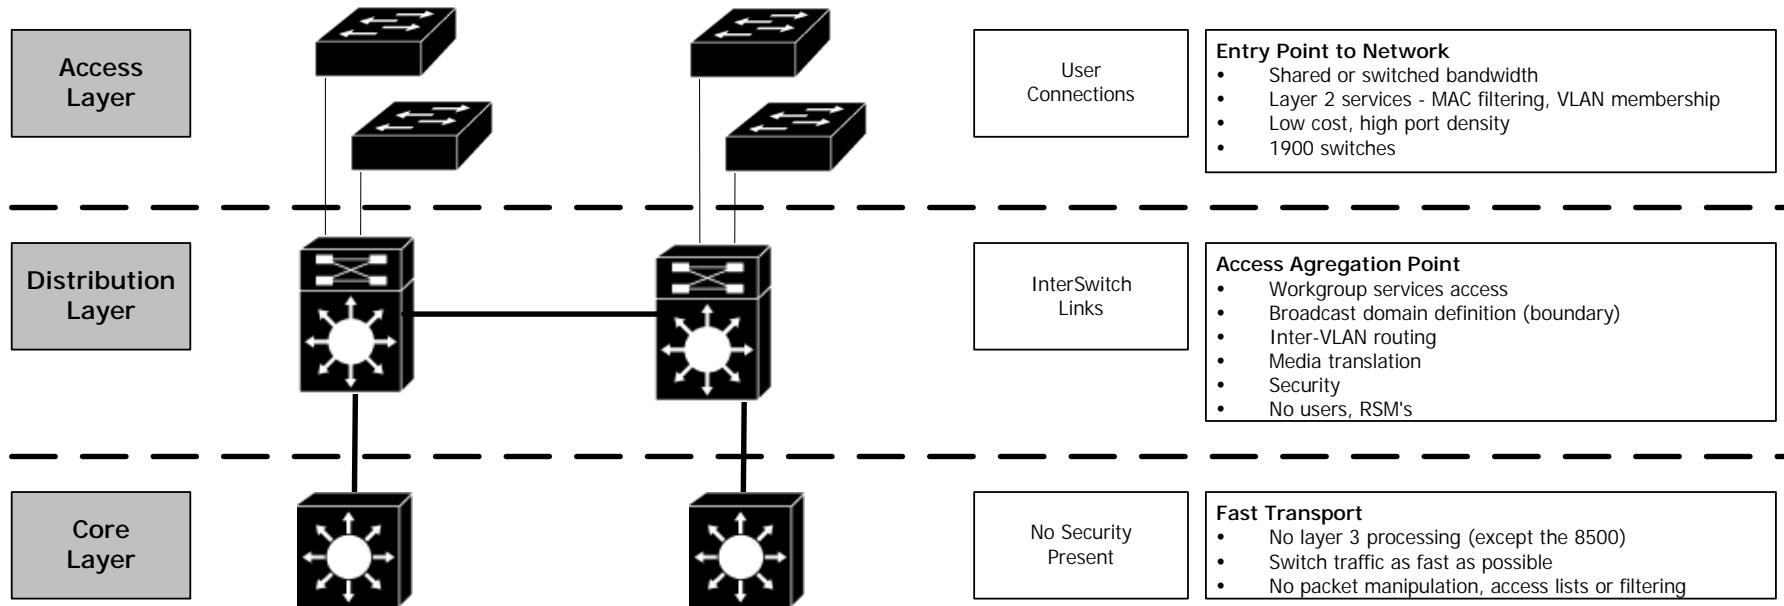 Access
Layer
User
Connections
Entry Point to Network
• Shared or switched bandwidth
• Layer 2 services - MAC filtering, VLAN membership
• Low cost, high port density
• 1900 switches
Distribution
Layer
InterSwitch
Links
Access Agregation Point
• Workgroup services access
• Broadcast domain definition (boundary)
• Inter-VLAN routing
• Media translation
• Security
• No users, RSM's
Core
Layer
No Security
Present
Fast Transport
• No layer 3 processing (except the 8500)
• Switch traffic as fast as possible
• No packet manipulation, access lists or filtering